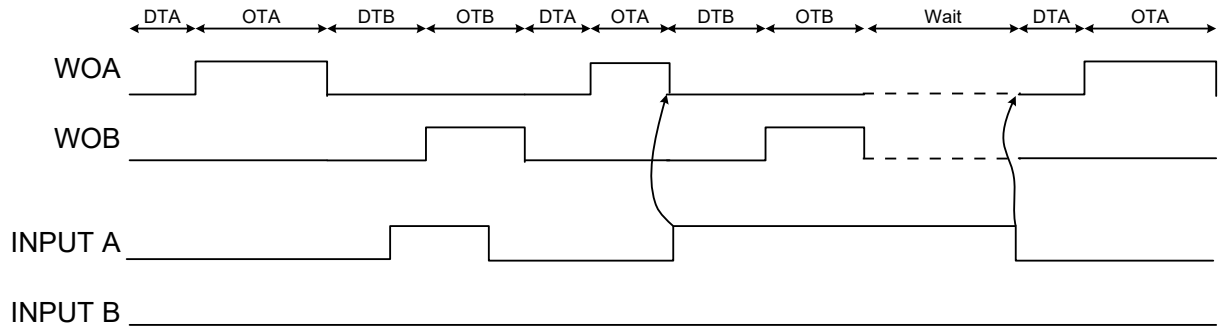 DTA OTA DTB OTB DTA OTA DTB OTB Wait DTA OTA
WOA
WOB
INPUT A
INPUT B